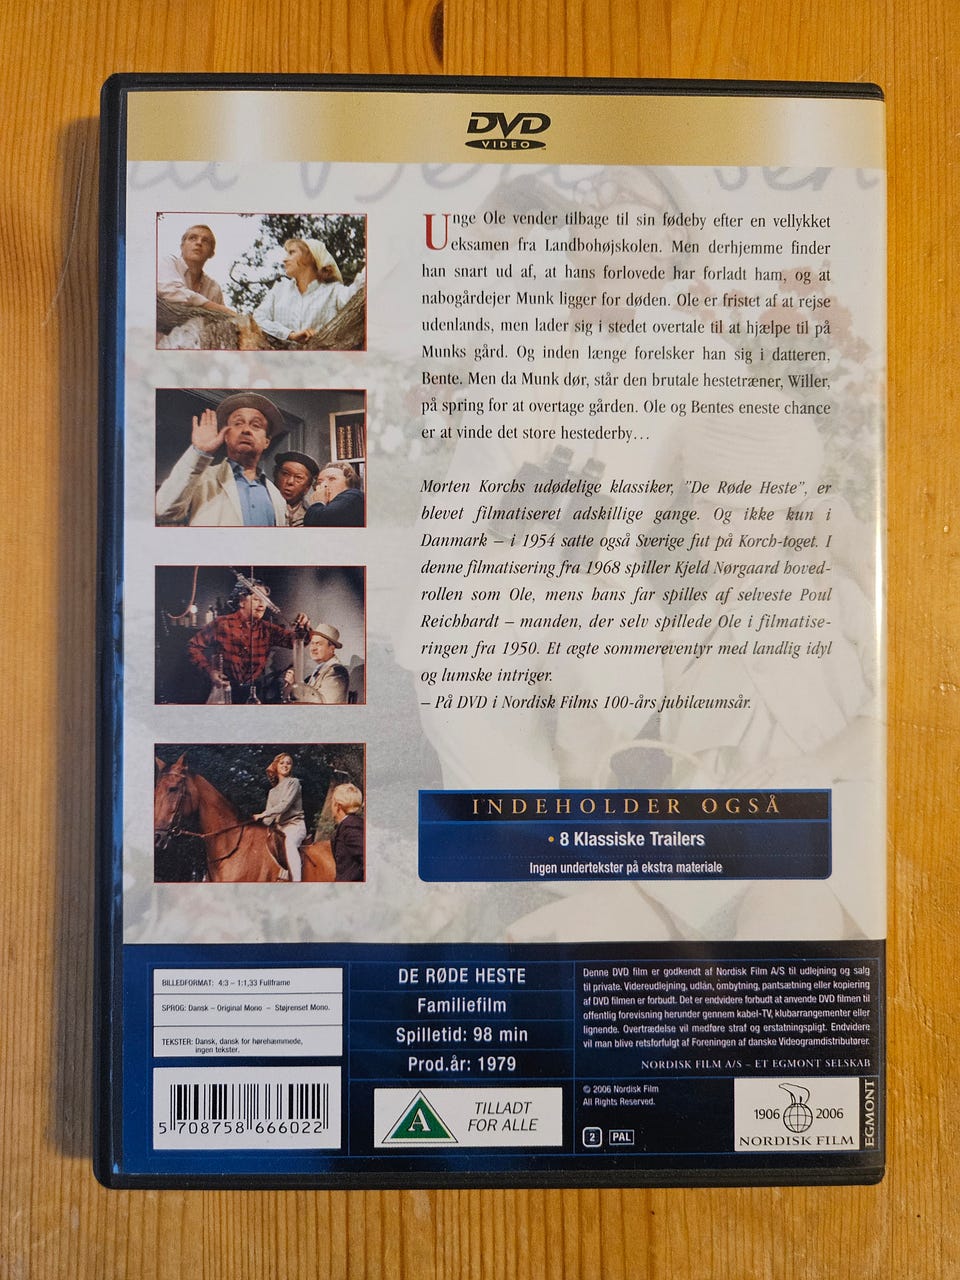 DVD
VIDEO
Unge Ole vender tilbage til sin fødeby efter en vellykket
eksamen fra Landbohøjskolen. Men derhjemme finder
han snart ud af, at hans forlovede har forladt ham, og at
nabogårdejer Munk ligger for døden. Ole er fristet af at rejse
udenlands, men lader sig i stedet overtale til at hjælpe til på
Munks gård. Og inden længe forelsker han sig i datteren,
Bente. Men da Munk dør, står den brutale hestetræner, Willer,
på spring for at overtage gården. Ole og Bentes eneste chance
er at vinde det store hestederby…
Morten Korchs udødelige klassiker, ”De Røde Heste”, er
blevet filmatiseret adskillige gange. Og ikke kun i
Danmark – i 1954 satte også Sverige fut på Korch-toget. I
denne filmatisering fra 1968 spiller Kjeld Nørgaard hoved-
rollen som Ole, mens hans far spilles af selveste Poul
Reichhardt – manden, der selv spillede Ole i filmatise-
ringen fra 1950. Et ægte sommereventyr med landlig idyl
og lumske intriger.
– På DVD i Nordisk Films 100-års jubilæumsår.
INDEHOLDER OGSÅ
• 8 Klassiske Trailers
Ingen undertekster på ekstra materiale
BILLEDFORMAT: 4:3 – 1:1,33 Fullframe
SPROG: Dansk – Original Mono – Støjrenset Mono.
TEKSTER: Dansk, dansk for hørehæmmede,
ingen tekster.
5 708758 666022
DE RØDE HESTE
Familiefilm
Spilletid: 98 min
Prod.år: 1979
A
TILLADT
FOR ALLE
Denne DVD film er godkendt af Nordisk Film A/S til udlejning og salg
til private. Videreudlejning, udlån, ombytning, pantsætning eller kopiering
af DVD filmen er forbudt. Det er endvidere forbudt at anvende DVD filmen til
offentlig forevisning herunder gennem kabel-TV, klubarrangementer eller
lignende. Overtrædelse vil medføre straf og erstatningspligt. Endvidere
vil man blive retsforfulgt af Foreningen af danske Videogramdistributører.
NORDISK FILM A/S – ET EGMONT SELSKAB
© 2006 Nordisk Film
All Rights Reserved.
2 PAL
1906 2006
NORDISK FILM
EGMONT